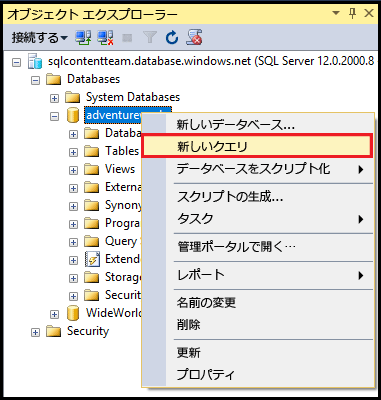 オブジェクト エクスプローラー
接続する
sqlcontentteam.database.windows.net (SQL Server 12.0.2000.8
Databases
System Databases
adventurew
新しいデータベース...
Databa
新しいクエリ
Tables
データベースをスクリプト化
Views
Externa
スクリプトの生成...
Synony
タスク
Progra
Query S
管理ポータルで開く…
Extend
レポート
Storag
Securit
名前の変更
WideWorl
削除
Security
更新
プロパティ